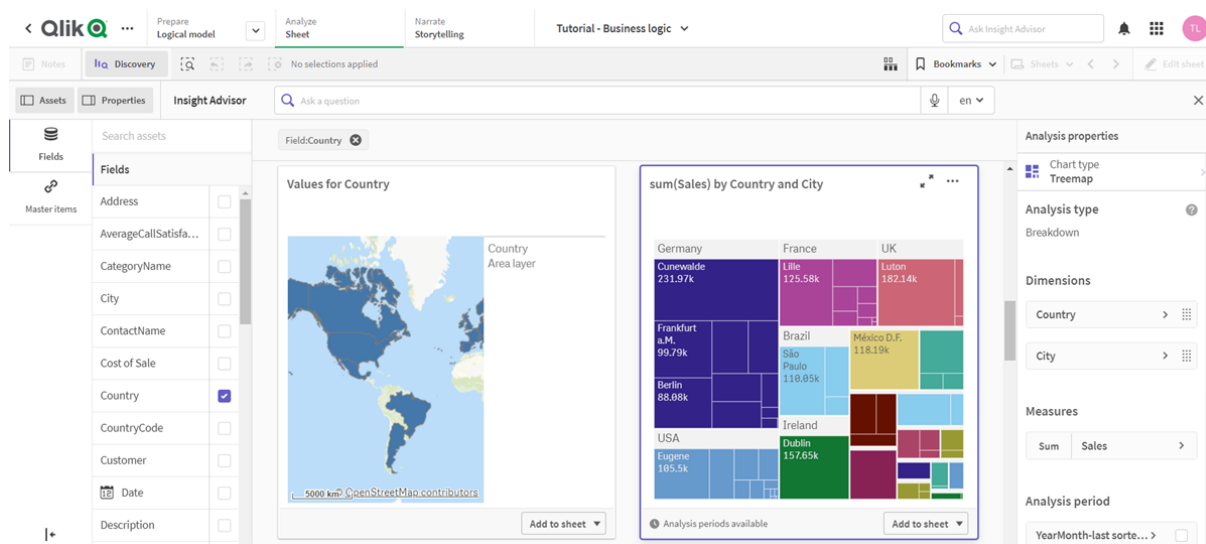 Qlik
Prepare
Logical model
Analyze
Sheet
Narrate
Storytelling
Tutorial - Business logic
Ask Insight Advisor
TL
Notes
Discovery
No selections applied
Bookmarks
Sheets
Edit sheet
Assets
Properties
Insight Advisor
Ask a question
en
Fields
Master items
Search assets
Fields
Address
AverageCallSatisfa...
CategoryName
City
ContactName
Cost of Sale
Country
CountryCode
Customer
Date
Description
Field:Country
Values for Country
Country
Area layer
5000 km
© OpenStreetMap contributors
Add to sheet
sum(Sales) by Country and City
Germany
Cunewalde
231.97k
Frankfurt
a.M.
99.79k
Berlin
88.08k
USA
Eugene
105.5k
France
Lille
125.58k
UK
Luton
182.14k
Brazil
São
Paulo
110.05k
México D.F.
118.19k
Ireland
Dublin
157.65k
Analysis periods available
Add to sheet
Analysis properties
Chart type
Treemap
Analysis type
Breakdown
Dimensions
Country
City
Measures
Sum
Sales
Analysis period
YearMonth-last sorte...